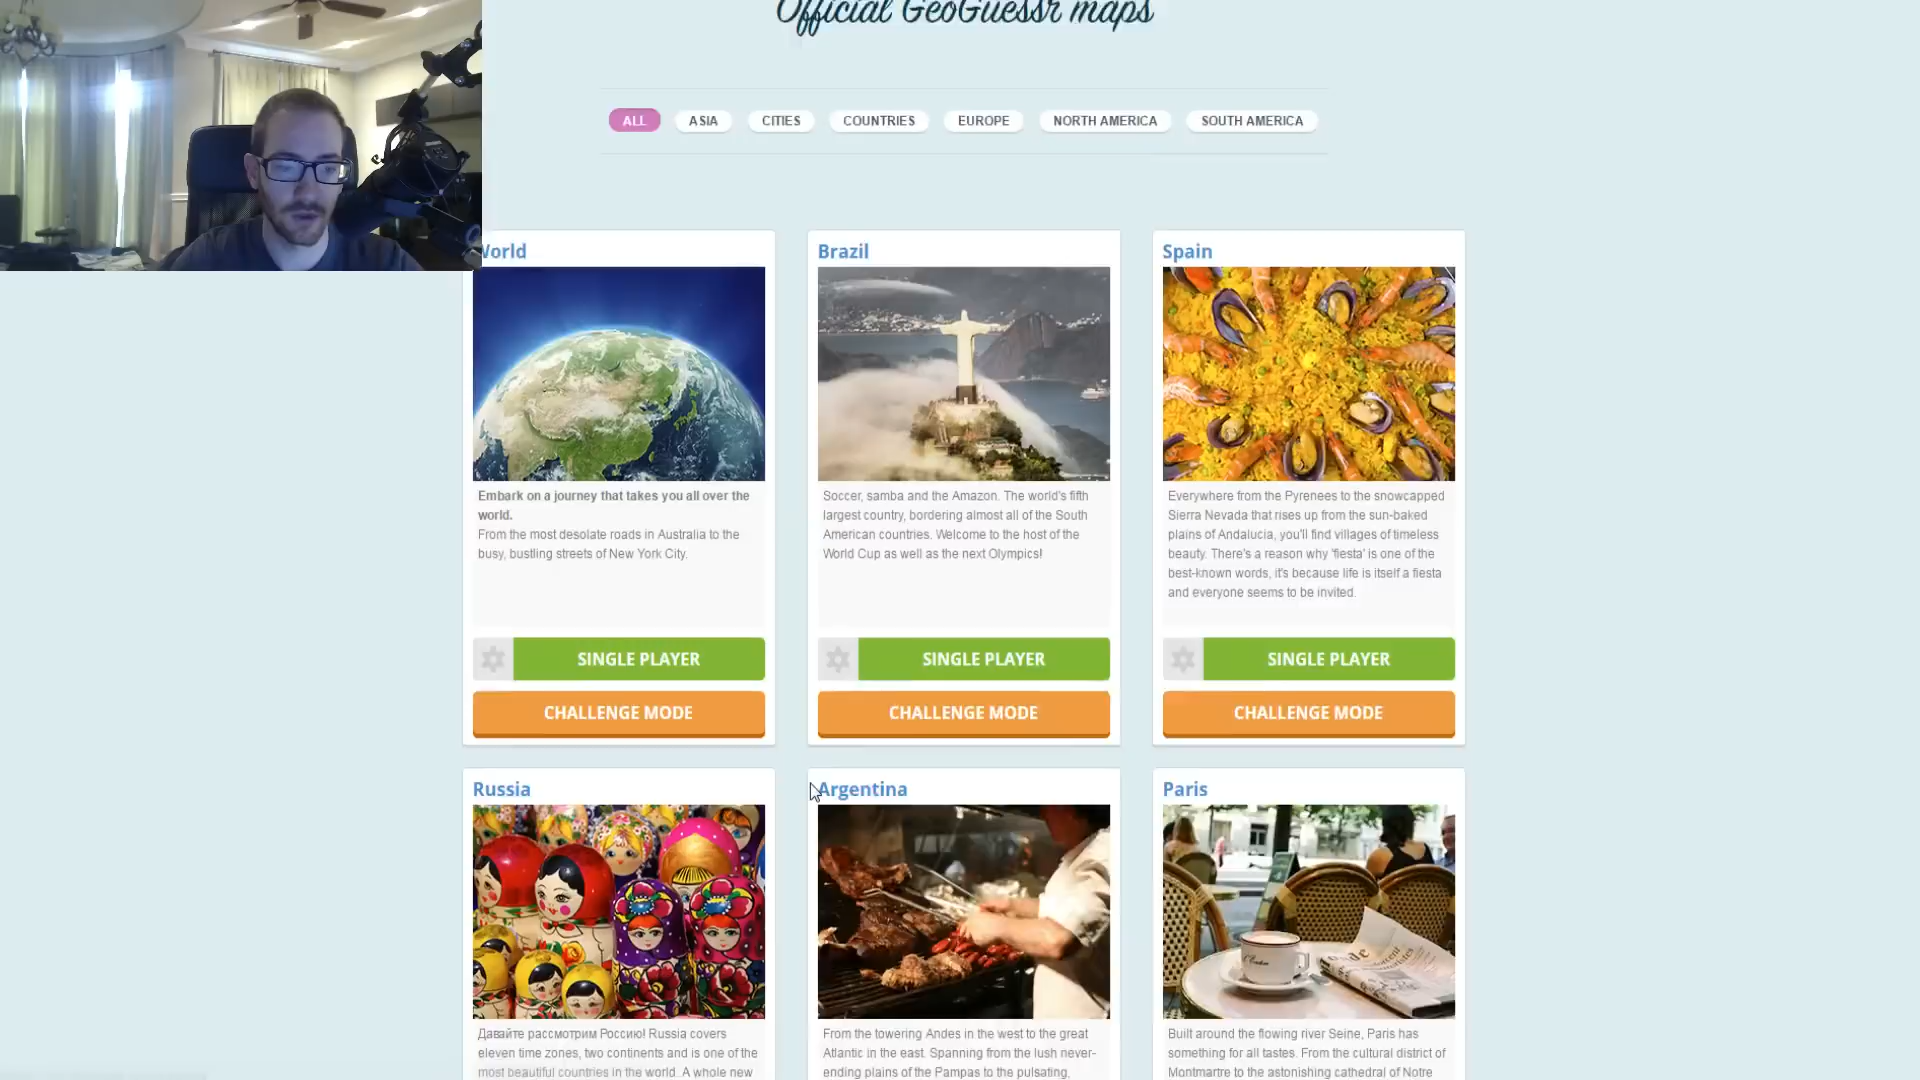 Official GeoGuessr maps
ALL ASIA CITIES COUNTRIES EUROPE NORTH AMERICA SOUTH AMERICA
World
Embark on a journey that takes you all over the
world.
From the most desolate roads in Australia to the
busy, bustling streets of New York City.
SINGLE PLAYER
CHALLENGE MODE
Brazil
Soccer, samba and the Amazon. The world's fifth
largest country, bordering almost all of the South
American countries. Welcome to the host of the
World Cup as well as the next Olympics!
SINGLE PLAYER
CHALLENGE MODE
Spain
Everywhere from the Pyrenees to the snowcapped
Sierra Nevada that rises up from the sun-baked
plains of Andalucia, you'll find villages of timeless
beauty. There's a reason why 'fiesta' is one of the
best-known words, it's because life is itself a fiesta
and everyone seems to be invited.
SINGLE PLAYER
CHALLENGE MODE
Russia
Давайте рассмотрим Россию! Russia covers
eleven time zones, two continents and is one of the
most beautiful countries in the world. A whole new
Argentina
From the towering Andes in the west to the great
Atlantic in the east. Spanning from the lush never-
ending plains of the Pampas to the pulsating,
Paris
Built around the flowing river Seine, Paris has
something for all tastes. From the cultural district of
Montmartre to the astonishing cathedral of Notre